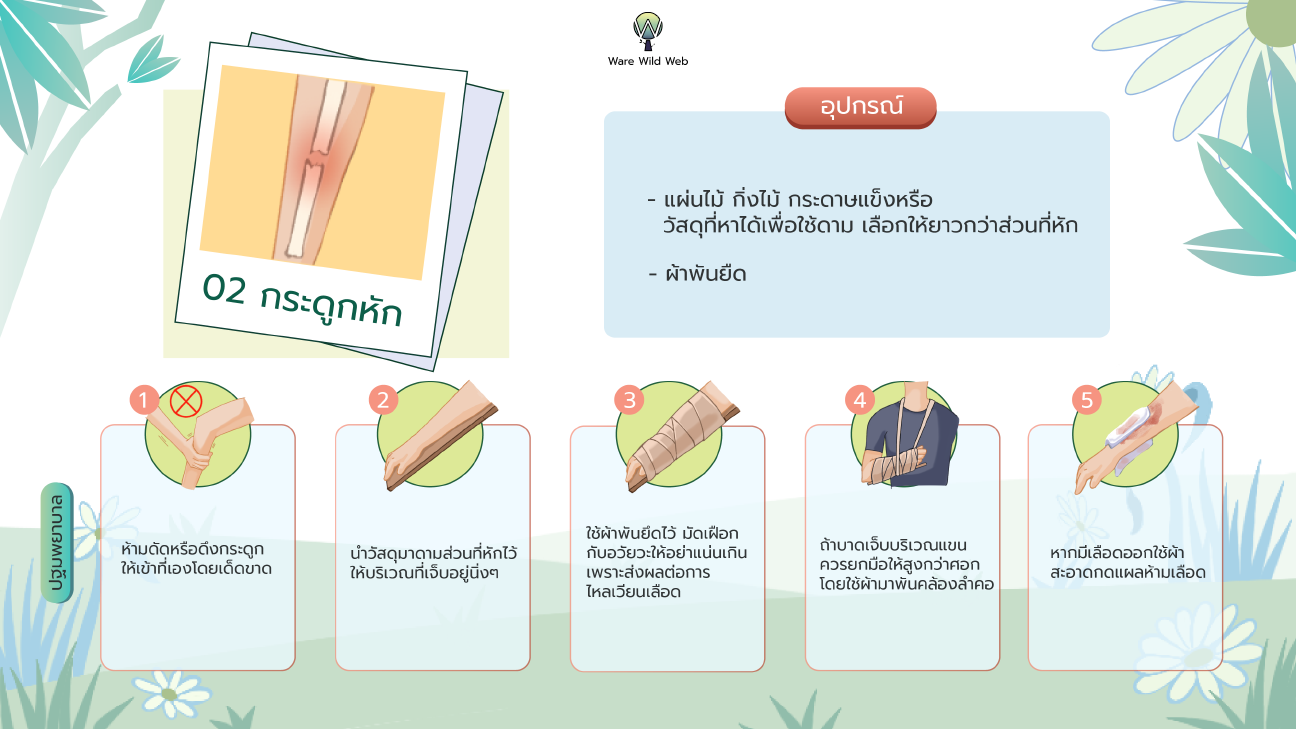 Ware Wild Web
02 กระดูกหัก
อุปกรณ์
- แผ่นไม้ กิ่งไม้ กระดาษแข็งหรือ
วัสดุที่หาได้เพื่อใช้ดาม เลือกให้ยาวกว่าส่วนที่หัก
- ผ้าพันยืด
ปฐมพยาบาล
1
ห้ามดัดหรือดึงกระดูก
ให้เข้าที่เองโดยเด็ดขาด
2
นำวัสดุมาดามส่วนที่หักไว้
ให้บริเวณที่เจ็บอยู่นิ่งๆ
3
ใช้ผ้าพันยึดไว้ มัดเฝือก
กับอวัยวะให้อย่าแน่นเกิน
เพราะส่งผลต่อการ
ไหลเวียนเลือด
4
ถ้าบาดเจ็บบริเวณแขน
ควรยกมือให้สูงกว่าศอก
โดยใช้ผ้ามาพันคล้องลำคอ
5
หากมีเลือดออกใช้ผ้า
สะอาดกดแผลห้ามเลือด